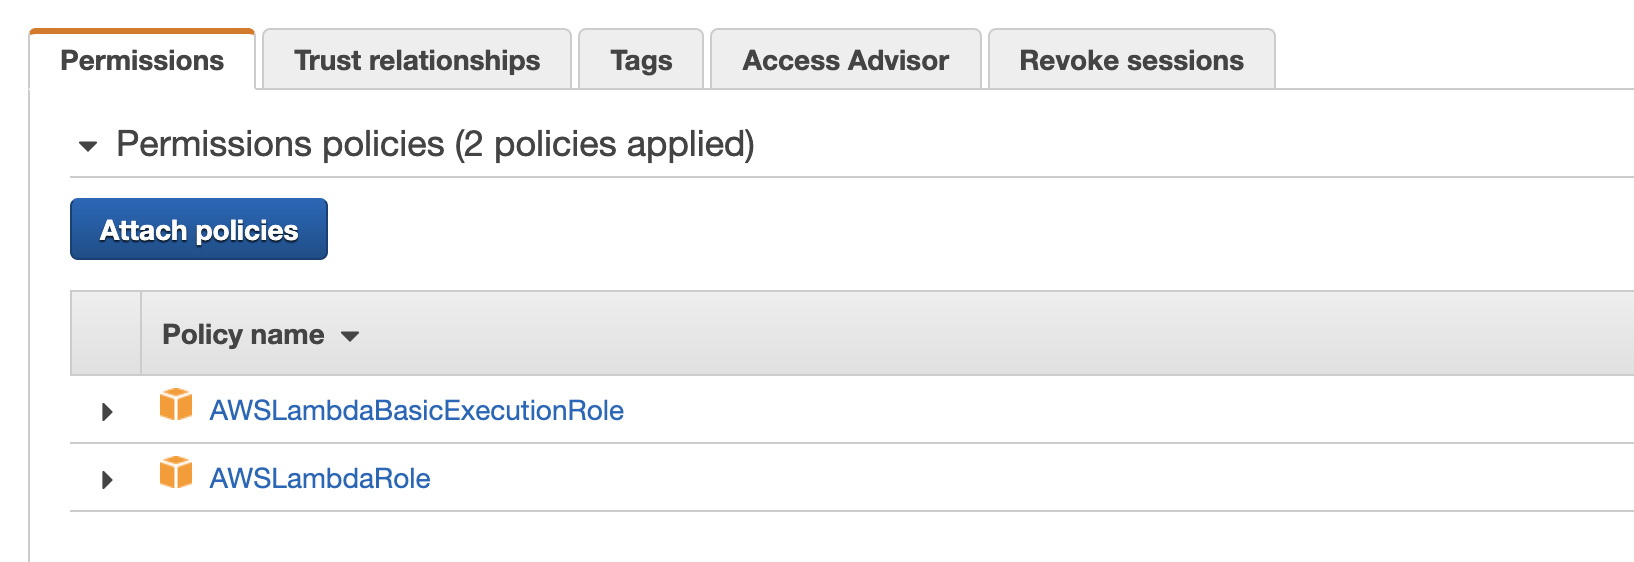 Permissions Trust relationships Tags Access Advisor Revoke sessions
Permissions policies (2 policies applied)
Attach policies
Policy name
AWSLambdaBasicExecutionRole
AWSLambdaRole